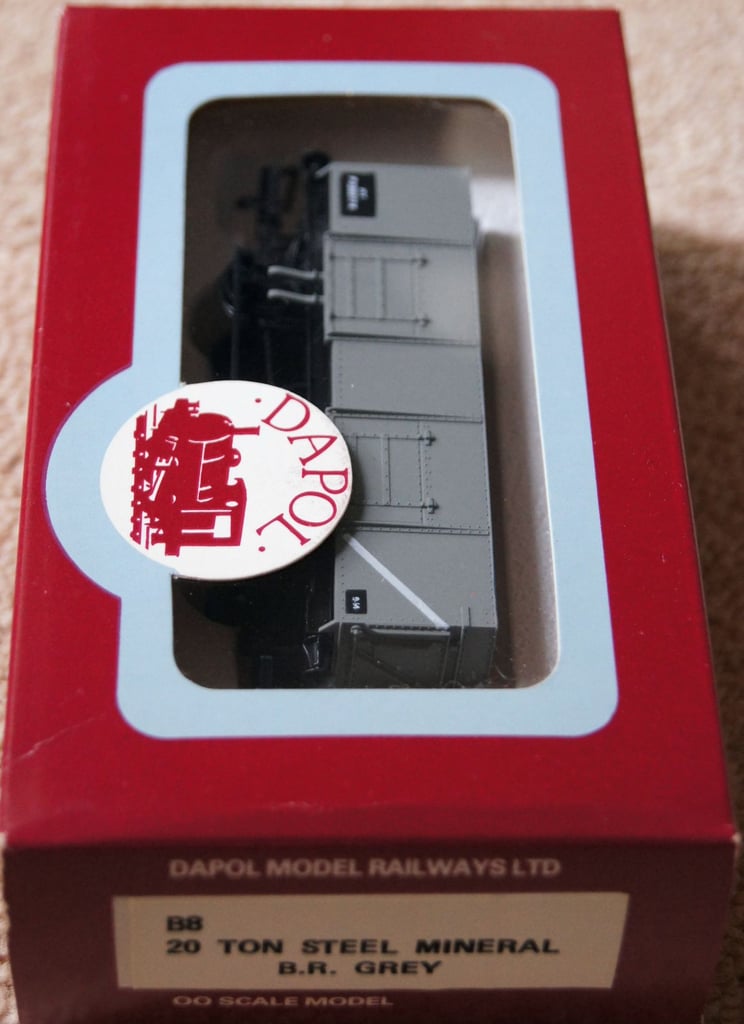 ·DAPOL·
DAPOL MODEL RAILWAYS LTD
B8
20 TON STEEL MINERAL
B.R. GREY
OO SCALE MODEL